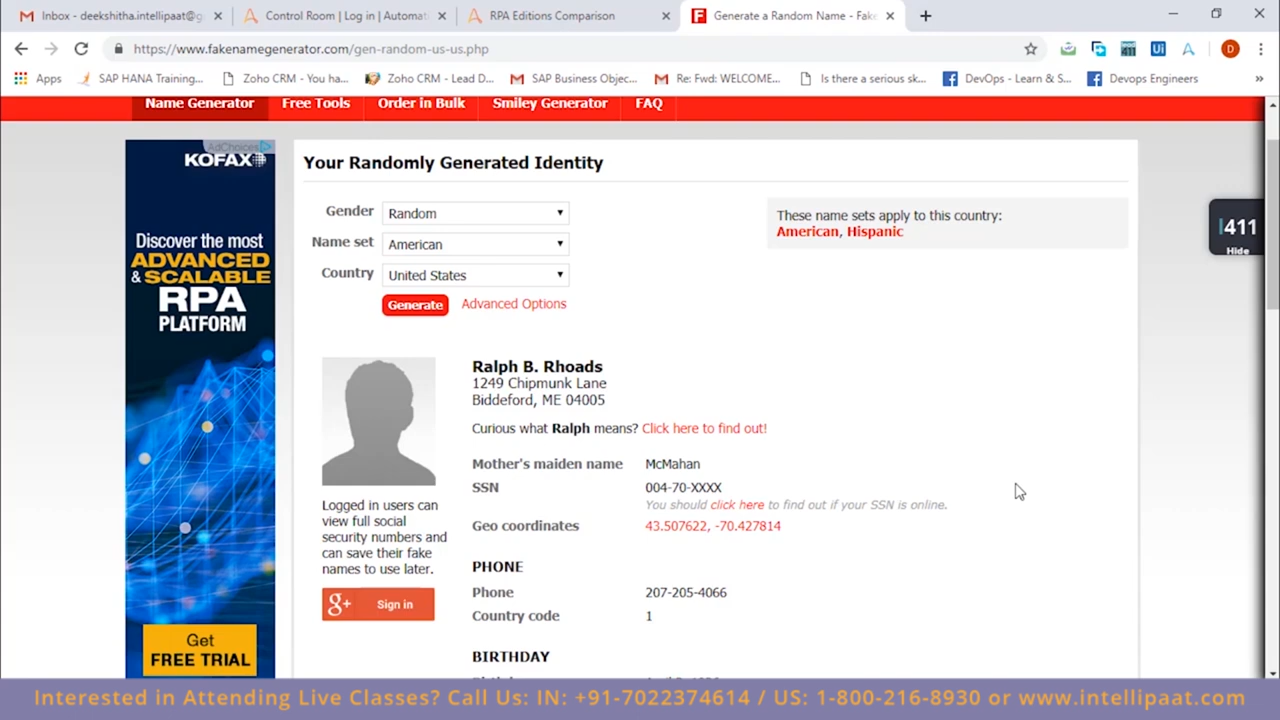 Inbox - deekshitha.intellipaat@g
Control Room | Log in | Automat
RPA Editions Comparison
Generate a Random Name - Fake
https://www.fakenamegenerator.com/gen-random-us-us.php
Apps
SAP HANA Training...
Zoho CRM - You ha...
Zoho CRM - Lead D...
SAP Business Objec...
Re: Fwd: WELCOME...
Is there a serious sk...
DevOps - Learn & S...
Devops Engineers
Name Generator
Free Tools
Order in Bulk
Smiley Generator
FAQ
AdChoices
KOFAX
Discover the most
ADVANCED
& SCALABLE
RPA
PLATFORM
Get
FREE TRIAL
Your Randomly Generated Identity
Gender Random
Name set American
Country United States
Generate Advanced Options
These name sets apply to this country:
American, Hispanic
411
Hide
Ralph B. Rhoads
1249 Chipmunk Lane
Biddeford, ME 04005
Curious what Ralph means? Click here to find out!
Mother's maiden name McMahan
SSN 004-70-XXXX
You should click here to find out if your SSN is online.
Geo coordinates 43.507622, -70.427814
Logged in users can
view full social
security numbers and
can save their fake
names to use later.
g+ Sign in
PHONE
Phone 207-205-4066
Country code 1
BIRTHDAY
Interested in Attending Live Classes? Call Us: IN: +91-7022374614 / US: 1-800-216-8930 or www.intellipaat.com